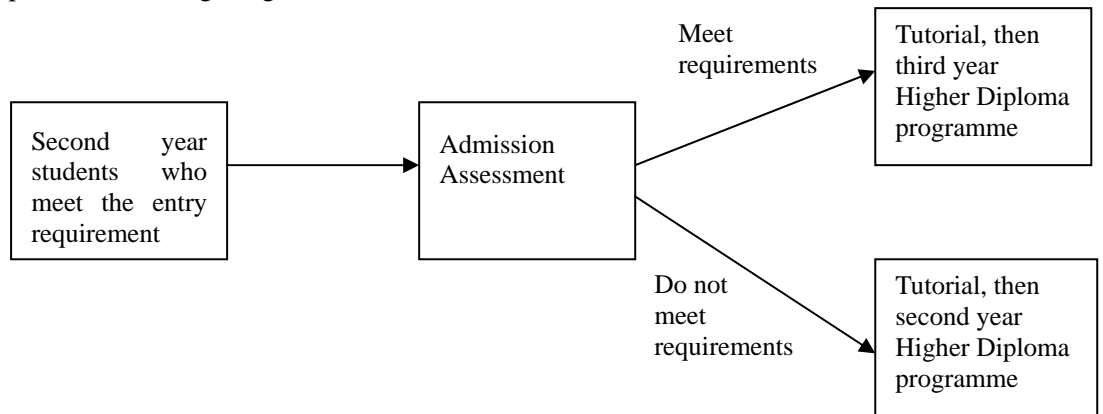 Second year
students who
meet the entry
requirement
Admission
Assessment
Meet
requirements
Tutorial, then
third year
Higher Diploma
programme
Do not
meet
requirements
Tutorial, then
second year
Higher Diploma
programme